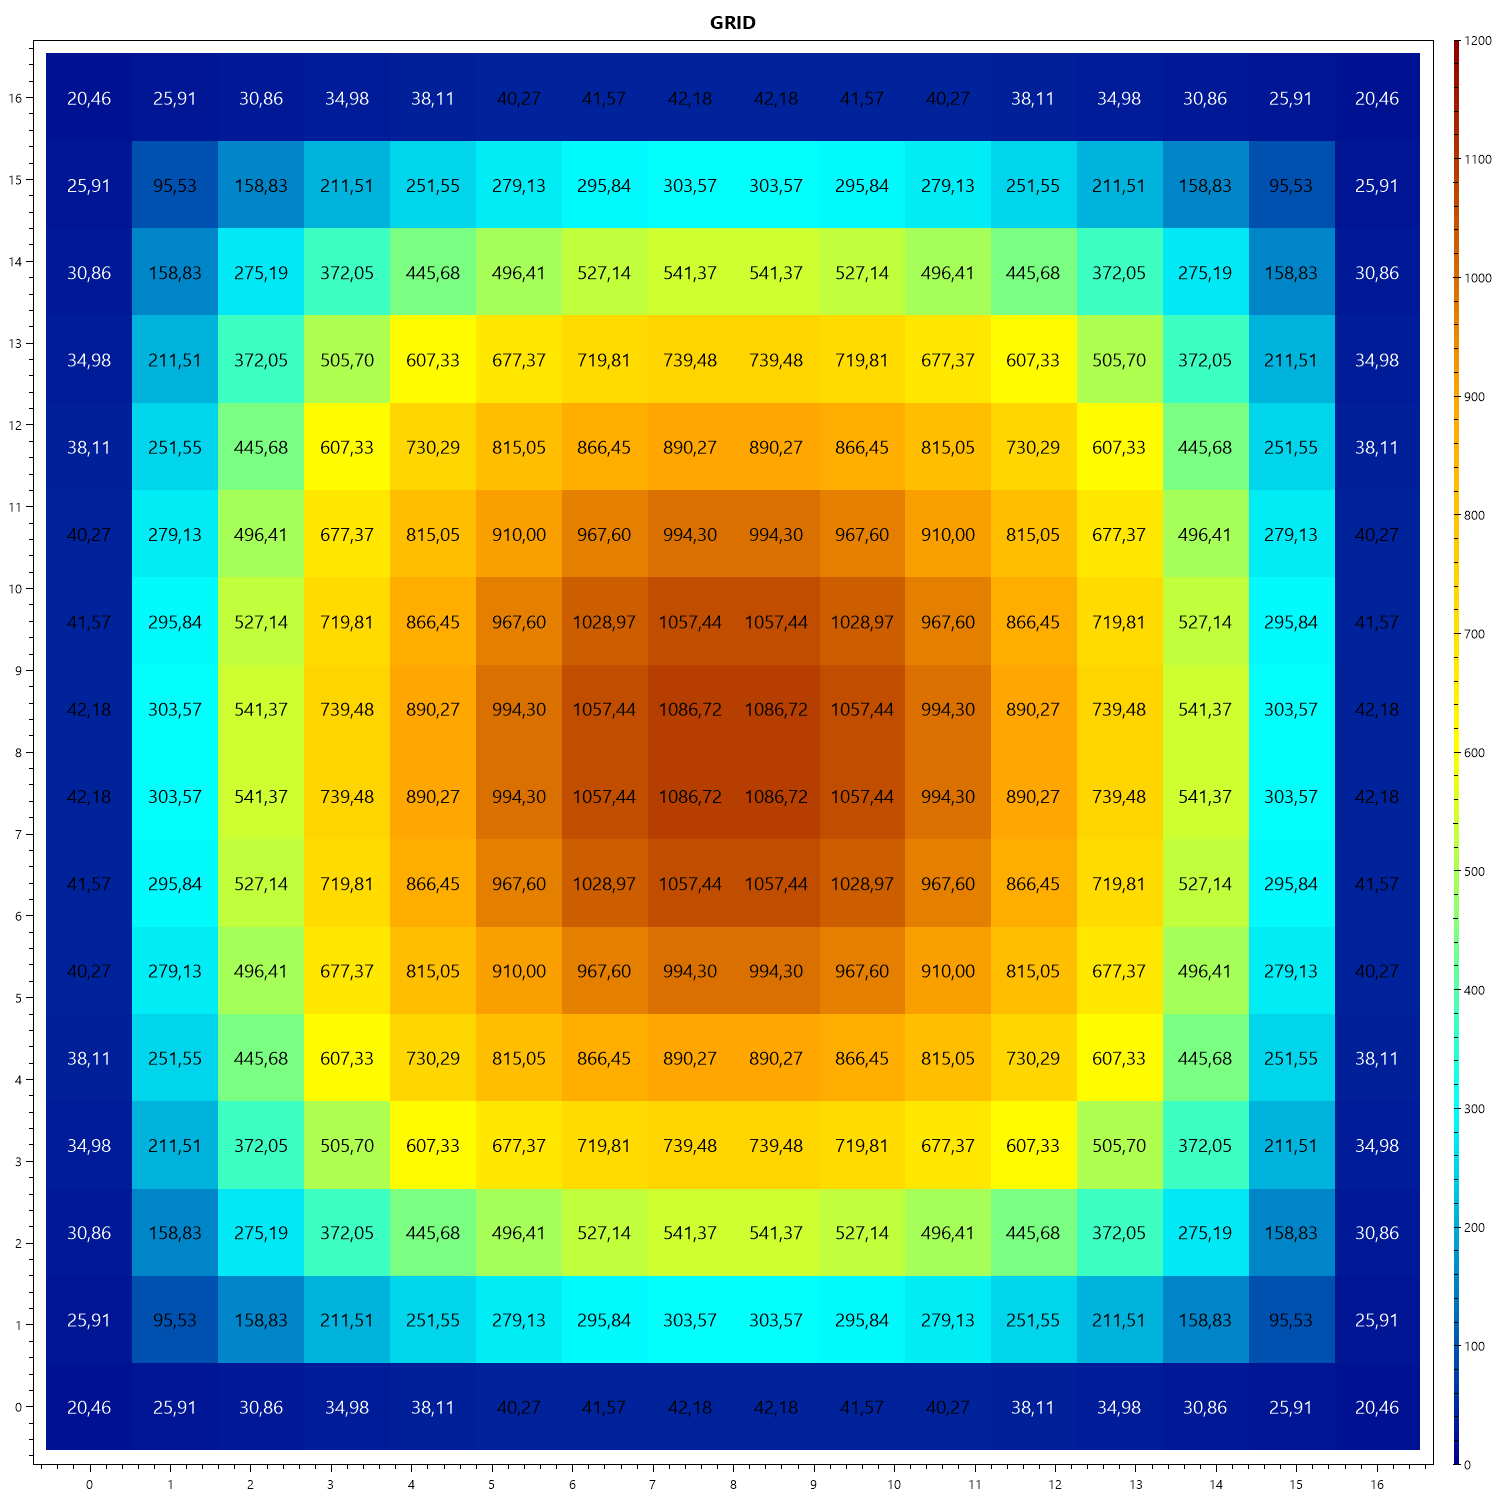 GRID
16 20,46 25,91 30,86 34,98 38,11 40,27 41,57 42,18 42,18 41,57 40,27 38,11 34,98 30,86 25,91 20,46 1200
1100
15 25,91 95,53 158,83 211,51 251,55 279,13 295,84 303,57 303,57 295,84 279,13 251,55 211,51 158,83 95,53 25,91
14 30,86 158,83 275,19 372,05 445,68 496,41 527,14 541,37 541,37 527,14 496,41 445,68 372,05 275,19 158,83 30,86 1000
13 34,98 211,51 372,05 505,70 607,33 677,37 719,81 739,48 739,48 719,81 677,37 607,33 505,70 372,05 211,51 34,98
900
12 38,11 251,55 445,68 607,33 730,29 815,05 866,45 890,27 890,27 866,45 815,05 730,29 607,33 445,68 251,55 38,11
11 40,27 279,13 496,41 677,37 815,05 910,00 967,60 994,30 994,30 967,60 910,00 815,05 677,37 496,41 279,13 40,27 800
10 41,57 295,84 527,14 719,81 866,45 967,60 1028,97 1057,44 1057,44 1028,97 967,60 866,45 719,81 527,14 295,84 41,57 700
9 42,18 303,57 541,37 739,48 890,27 994,30 1057,44 1086,72 1086,72 1057,44 994,30 890,27 739,48 541,37 303,57 42,18
8 600
42,18 303,57 541,37 739,48 890,27 994,30 1057,44 1086,72 1086,72 1057,44 994,30 890,27 739,48 541,37 303,57 42,18
7
41,57 295,84 527,14 719,81 866,45 967,60 1028,97 1057,44 1057,44 1028,97 967,60 866,45 719,81 527,14 295,84 41,57 500
6
40,27 279,13 496,41 677,37 815,05 910,00 967,60 994,30 994,30 967,60 910,00 815,05 677,37 496,41 279,13 40,27 400
5
38,11 251,55 445,68 607,33 730,29 815,05 866,45 890,27 890,27 866,45 815,05 730,29 607,33 445,68 251,55 38,11
4
300
34,98 211,51 372,05 505,70 607,33 677,37 719,81 739,48 739,48 719,81 677,37 607,33 505,70 372,05 211,51 34,98
3
30,86 158,83 275,19 372,05 445,68 496,41 527,14 541,37 541,37 527,14 496,41 445,68 372,05 275,19 158,83 30,86 200
2
25,91 95,53 158,83 211,51 251,55 279,13 295,84 303,57 303,57 295,84 279,13 251,55 211,51 158,83 95,53 25,91
1
100
0 20,46 25,91 30,86 34,98 38,11 40,27 41,57 42,18 42,18 41,57 40,27 38,11 34,98 30,86 25,91 20,46
0
0 1 2 3 4 5 6 7 8 9 10 11 12 13 14 15 16